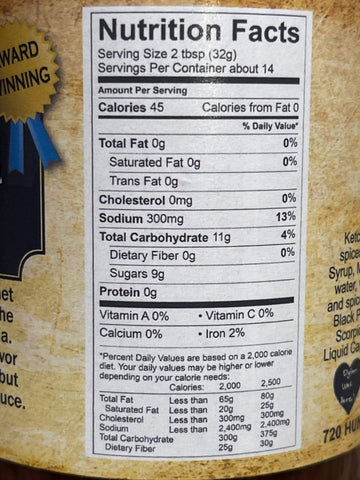 AWARD
WINNING
Nutrition Facts
Serving Size 2 tbsp (32g)
Servings Per Container about 14
Amount Per Serving
Calories 45 Calories from Fat 0
% Daily Value*
Total Fat 0g 0%
Saturated Fat 0g 0%
Trans Fat 0g
Cholesterol 0mg 0%
Sodium 300mg 13%
Total Carbohydrate 11g 4%
Dietary Fiber 0g 0%
Sugars 9g
Protein 0g
Vitamin A 0% • Vitamin C 0%
Calcium 0% • Iron 2%
*Percent Daily Values are based on a 2,000 calorie
diet. Your daily values may be higher or lower
depending on your calorie needs:
Calories: 2,000 2,500
Total Fat Less than 65g 80g
Saturated Fat Less than 20g 25g
Cholesterol Less than 300mg 300mg
Sodium Less than 2,400mg 2,400mg
Total Carbohydrate 300g 375g
Dietary Fiber 25g 30g
et
he
a.
vor
but
uce.
Ketc
spice
Syrup,
water,
and spic
Black P
Scor
Liquid Ca
720 HU